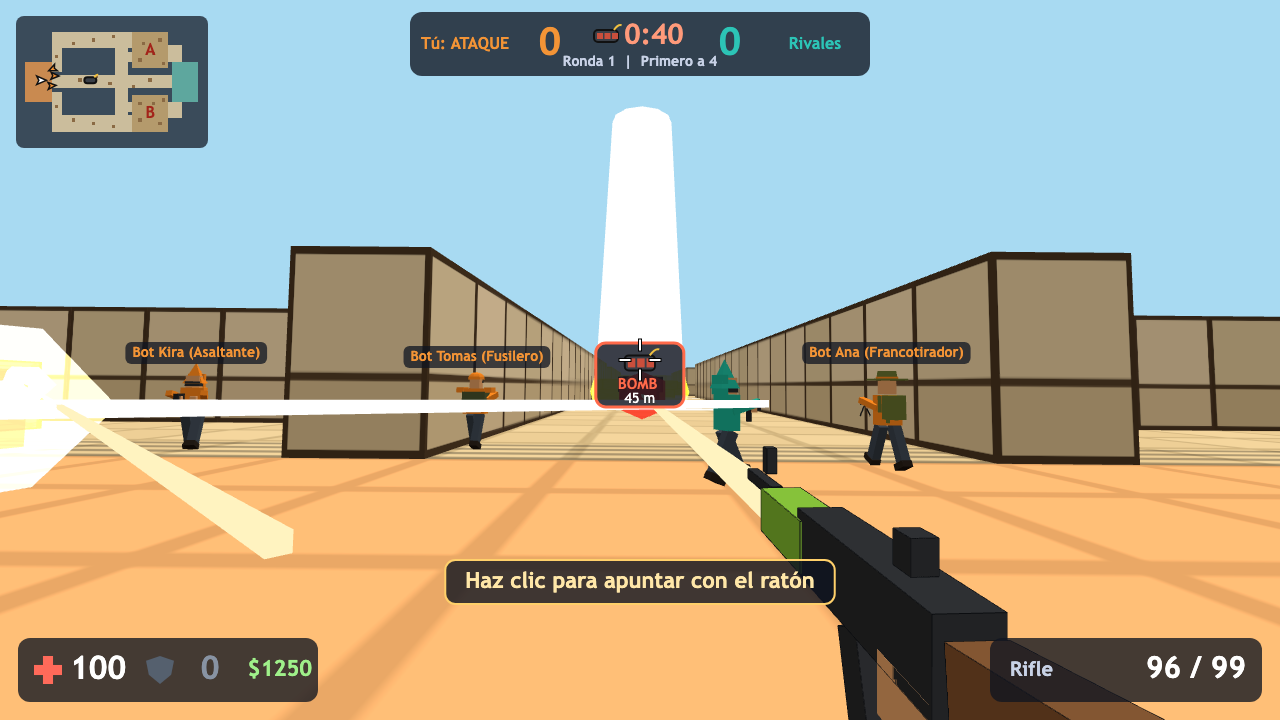 A
B
Tú: ATAQUE
0
0:40
0
Rivales
Ronda 1 | Primero a 4
Bot Kira (Asaltante)
Bot Tomas (Fusilero)
Bot Ana (Francotirador)
BOMB
45 m
Haz clic para apuntar con el ratón
100
0
$1250
Rifle
96 / 99